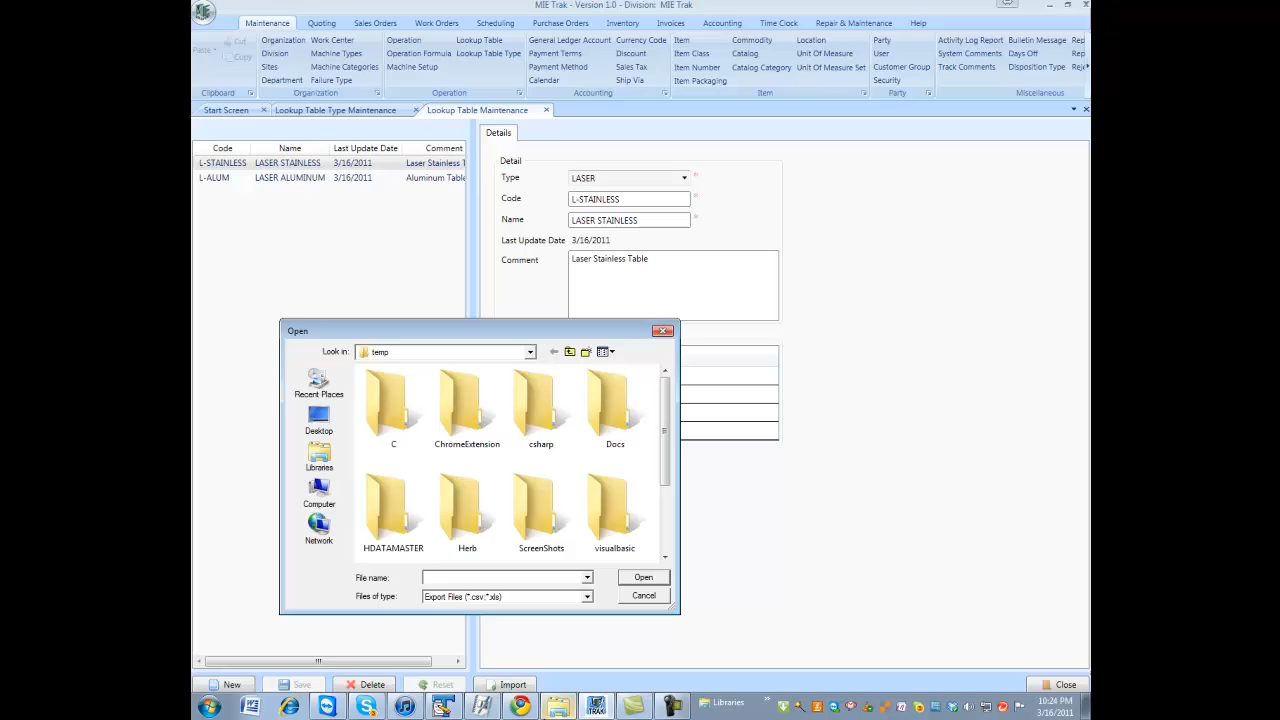 MIE Trak - Version 1.0 - Division: MIE Trak
Maintenance Quoting Sales Orders Work Orders Scheduling Purchase Orders Inventory Invoices Accounting Time Clock Repair & Maintenance Help
Paste Cut Copy
Clipboard
Organization Work Center
Division Machine Types
Sites Machine Categories
Department Failure Type
Organization
Operation Lookup Table
Operation Formula Lookup Table Type
Machine Setup
Operation
General Ledger Account Currency Code
Payment Terms Discount
Payment Method Sales Tax
Calendar Ship Via
Accounting
Item Commodity Location
Item Class Catalog Unit Of Measure
Item Number Catalog Category Unit Of Measure Set
Item Packaging
Item
Party
User
Customer Group
Security
Party
Activity Log Report Bulletin Message Rep
System Comments Days Off Rep
Track Comments Disposition Type Reje
Miscellaneous
Start Screen Lookup Table Type Maintenance Lookup Table Maintenance
Code Name Last Update Date Comment
L-STAINLESS LASER STAINLESS 3/16/2011 Laser Stainless T
L-ALUM LASER ALUMINUM 3/16/2011 Aluminum Table
Details
Detail
Type LASER *
Code L-STAINLESS *
Name LASER STAINLESS *
Last Update Date 3/16/2011
Comment Laser Stainless Table
Open
Look in: temp
Recent Places
Desktop
Libraries
Computer
Network
C ChromeExtension csharp Docs
HDATAMASTER Herb ScreenShots visualbasic
File name: Open
Files of type: Export Files (*.csv;*.xls) Cancel
New Save Delete Reset Import Close
Libraries
10:24 PM
3/16/2011